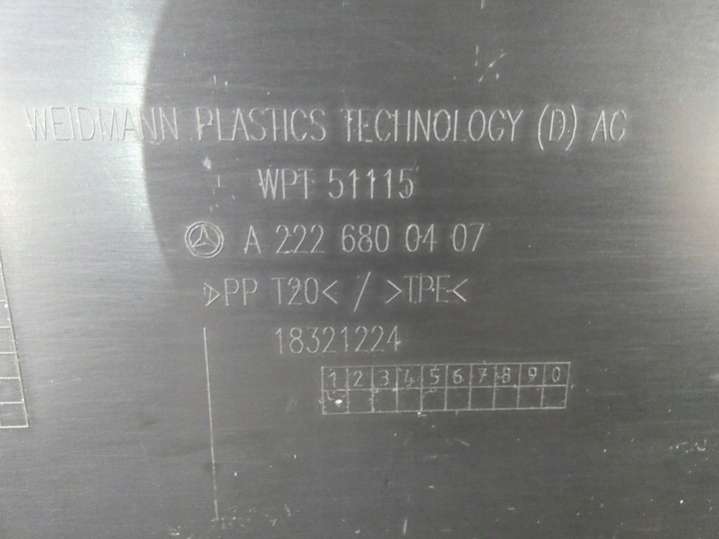 WEIDMANN PLASTICS TECHNOLOGY (D) AG
WPT 51115
A 222 680 04 07
>PP T20< / >TPE<
18321224
1 2 3 4 5 6 7 8 9 0